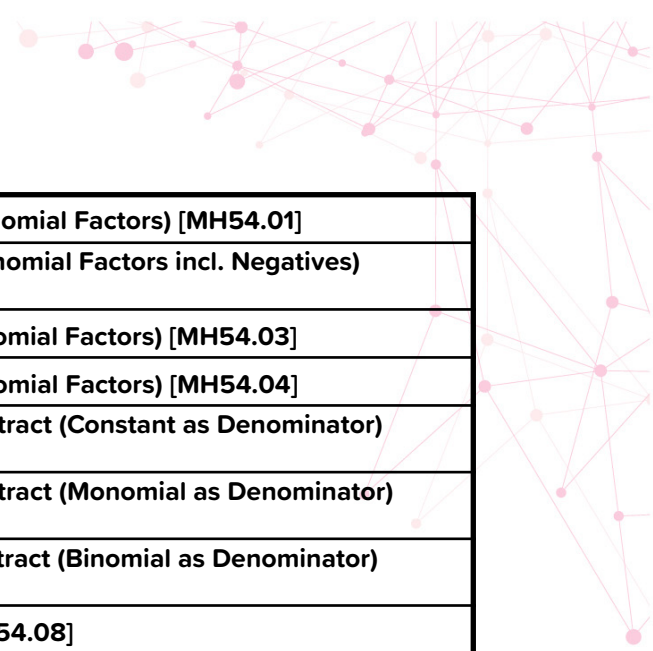 omial Factors) [MH54.01]
nomial Factors incl. Negatives)
omial Factors) [MH54.03]
omial Factors) [MH54.04]
tract (Constant as Denominator)
tract (Monomial as Denominator)
tract (Binomial as Denominator)
54.08]